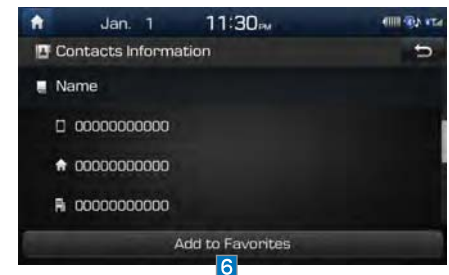 Jan. 1 11:30PM
Contacts Information
Name
00000000000
00000000000
00000000000
Add to Favorites
6